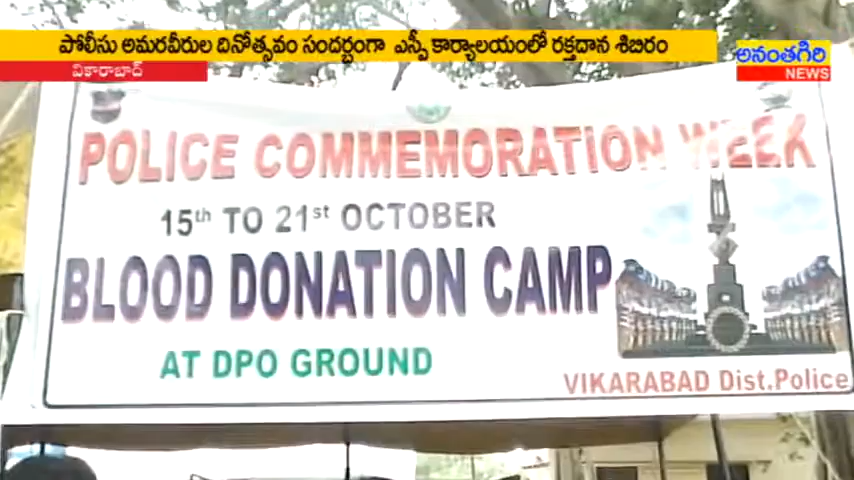 పోలీసు అమరవీరుల దినోత్సవం సందర్భంగా ఎస్పీ కార్యాలయంలో రక్తదాన శిబిరం
వికారాబాద్
అనంతగిరి
NEWS
POLICE COMMEMORATION WEEK
15th TO 21st OCTOBER
BLOOD DONATION CAMP
AT DPO GROUND
VIKARABAD Dist.Police